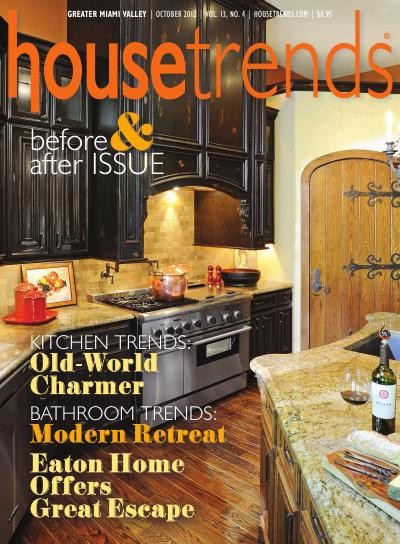 GREATER MIAMI VALLEY | OCTOBER 2012 | VOL. 13, NO. 4 | HOUSETRENDS.COM | $4.95
housetrends®
before &
after ISSUE
KITCHEN TRENDS:
Old-World
Charmer
BATHROOM TRENDS:
Modern Retreat
Eaton Home
Offers
Great Escape